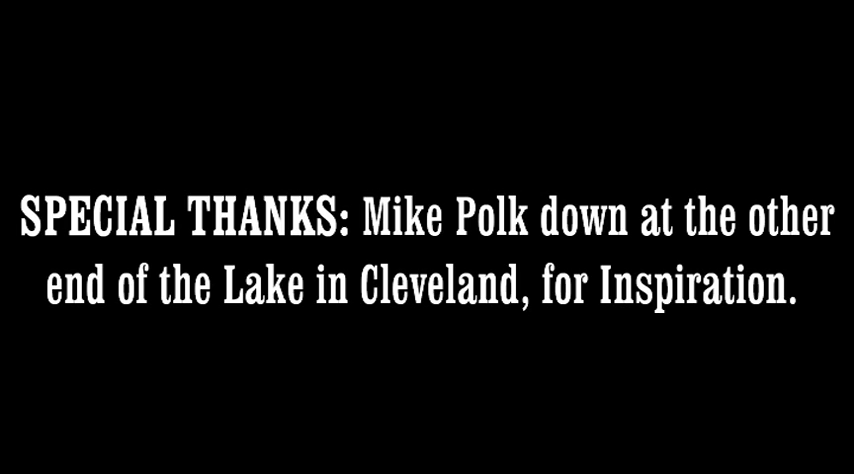 SPECIAL THANKS: Mike Polk down at the other
end of the Lake in Cleveland, for Inspiration.